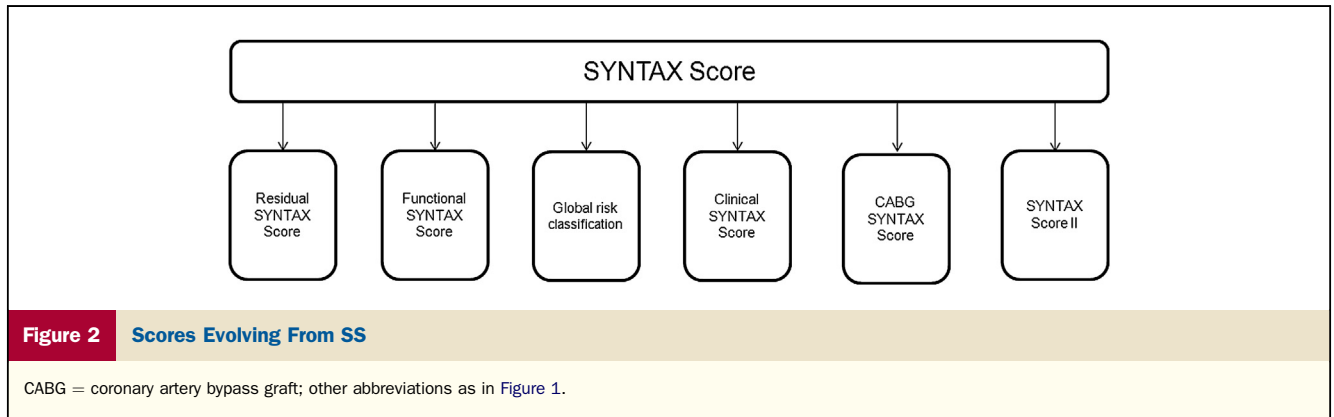 SYNTAX Score
Residual
SYNTAX
Score
Functional
SYNTAX
Score
Global risk
classification
Clinical
SYNTAX
Score
CABG
SYNTAX
Score
SYNTAX
Score II
Figure 2 Scores Evolving From SS
CABG = coronary artery bypass graft; other abbreviations as in Figure 1.